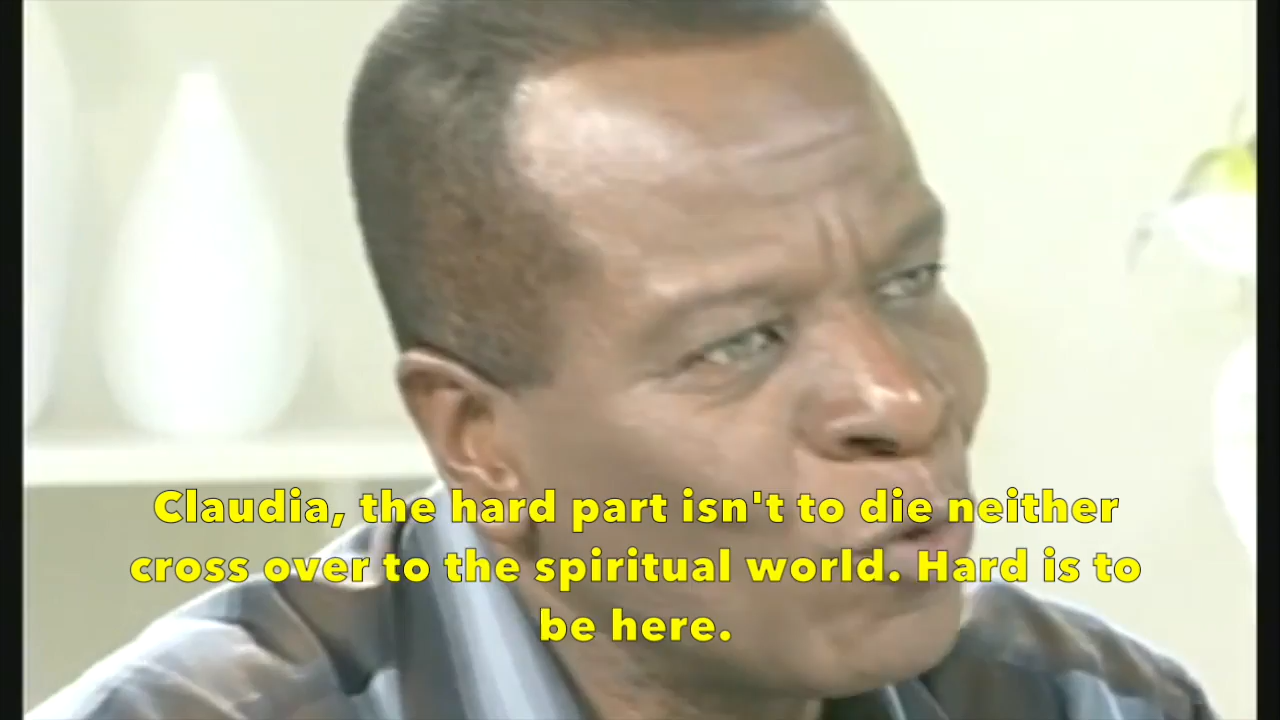 Claudia, the hard part isn't to die neither
cross over to the spiritual world. Hard is to
be here.